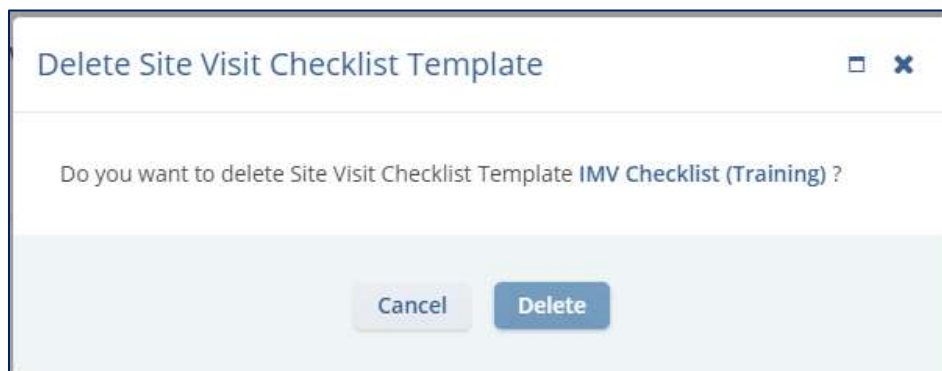 Delete Site Visit Checklist Template
Do you want to delete Site Visit Checklist Template IMV Checklist (Training) ?
Cancel Delete